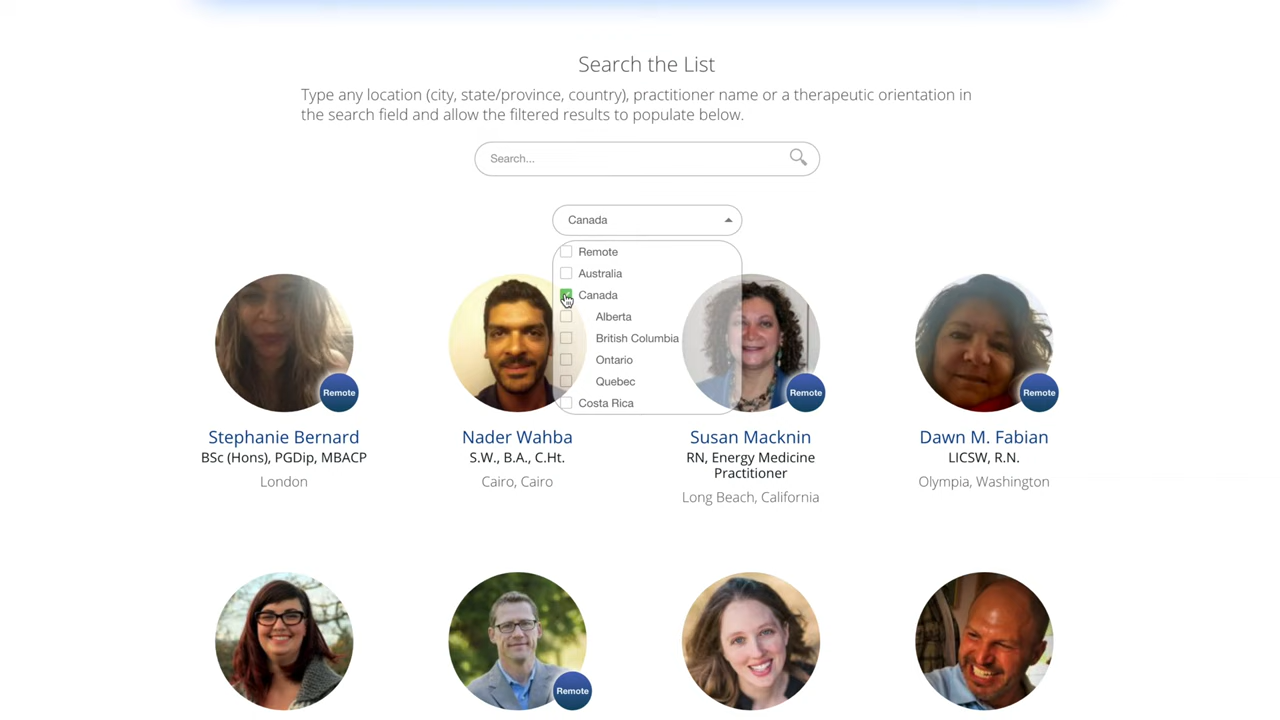 Search the List
Type any location (city, state/province, country), practitioner name or a therapeutic orientation in
the search field and allow the filtered results to populate below.
Search...
Canada
Remote
Australia
Canada
Alberta
British Columbia
Ontario
Quebec
Costa Rica
Remote
Remote
Remote
Stephanie Bernard
BSc (Hons), PGDip, MBACP
London
Nader Wahba
S.W., B.A., C.Ht.
Cairo, Cairo
Susan Macknin
RN, Energy Medicine
Practitioner
Long Beach, California
Dawn M. Fabian
LICSW, R.N.
Olympia, Washington
Remote